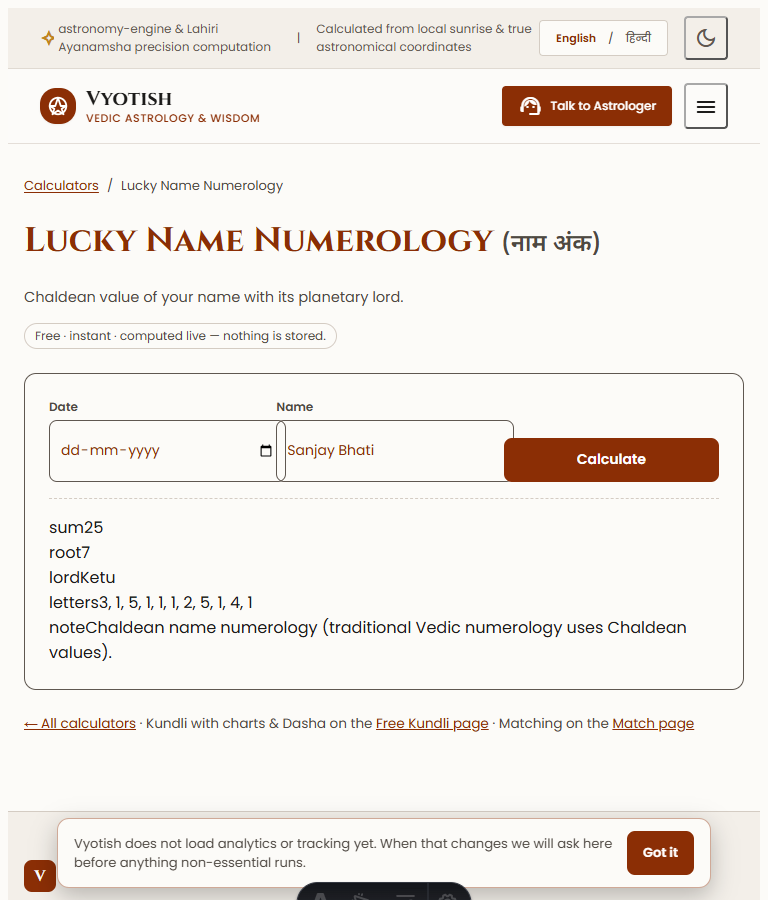 astronomy-engine & Lahiri
Ayanamsha precision computation
|
Calculated from local sunrise & true
astronomical coordinates
English / हिन्दी
Vyotish
VEDIC ASTROLOGY & WISDOM
Talk to Astrologer
Calculators / Lucky Name Numerology
Lucky Name Numerology (नाम अंक)
Chaldean value of your name with its planetary lord.
Free · instant · computed live — nothing is stored.
Date
Name
dd-mm-yyyy
Sanjay Bhati
Calculate
sum25
root7
lordKetu
letters3, 1, 5, 1, 1, 1, 2, 5, 1, 4, 1
noteChaldean name numerology (traditional Vedic numerology uses Chaldean
values).
← All calculators · Kundli with charts & Dasha on the Free Kundli page · Matching on the Match page
Vyotish does not load analytics or tracking yet. When that changes we will ask here
before anything non-essential runs.
Got it
V